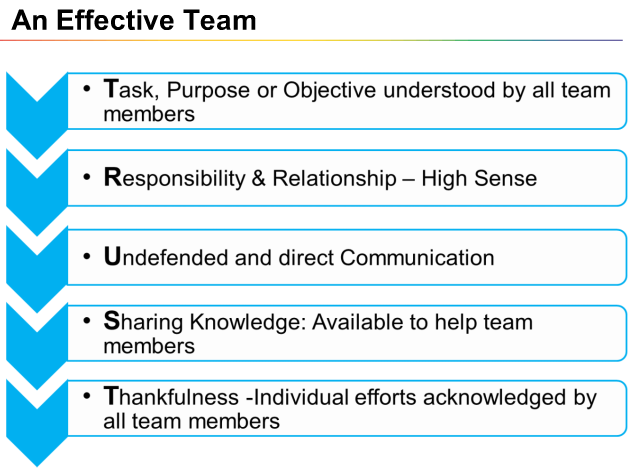 An Effective Team
• Task, Purpose or Objective understood by all team
members
• Responsibility & Relationship – High Sense
• Undefended and direct Communication
• Sharing Knowledge: Available to help team
members
• Thankfulness -Individual efforts acknowledged by
all team members